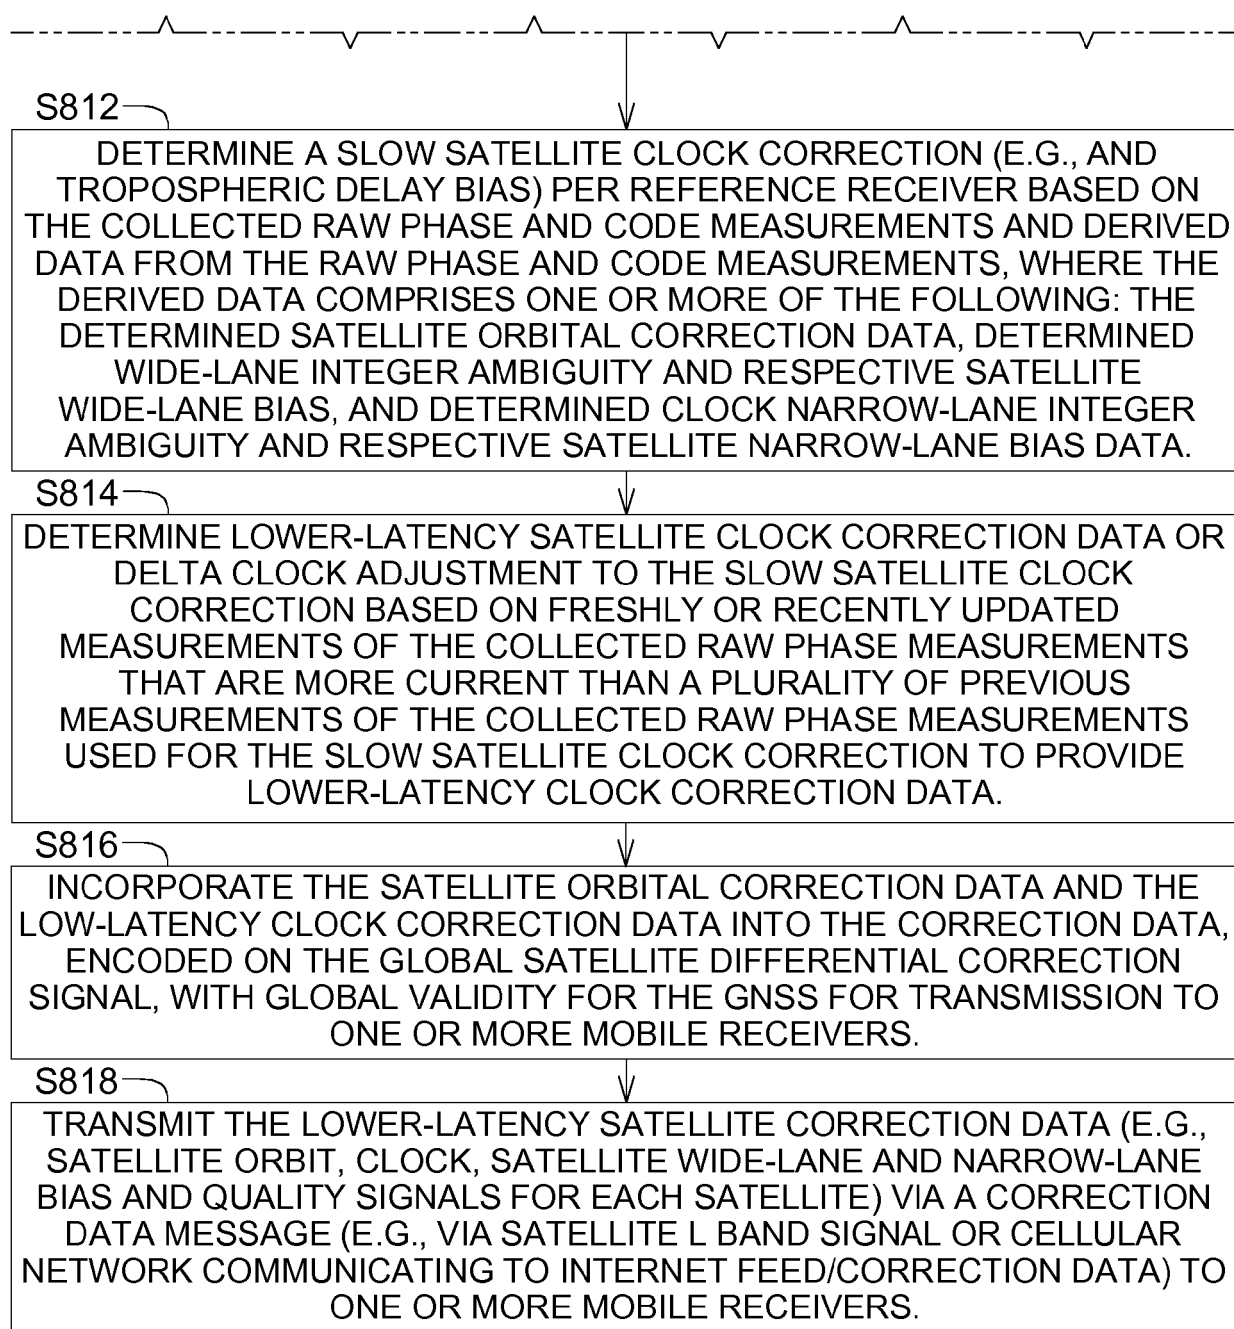 S812
DETERMINE A SLOW SATELLITE CLOCK CORRECTION (E.G., AND
TROPOSPHERIC DELAY BIAS) PER REFERENCE RECEIVER BASED ON
THE COLLECTED RAW PHASE AND CODE MEASUREMENTS AND DERIVED
DATA FROM THE RAW PHASE AND CODE MEASUREMENTS, WHERE THE
DERIVED DATA COMPRISES ONE OR MORE OF THE FOLLOWING: THE
DETERMINED SATELLITE ORBITAL CORRECTION DATA, DETERMINED
WIDE-LANE INTEGER AMBIGUITY AND RESPECTIVE SATELLITE
WIDE-LANE BIAS, AND DETERMINED CLOCK NARROW-LANE INTEGER
AMBIGUITY AND RESPECTIVE SATELLITE NARROW-LANE BIAS DATA.
S814
DETERMINE LOWER-LATENCY SATELLITE CLOCK CORRECTION DATA OR
DELTA CLOCK ADJUSTMENT TO THE SLOW SATELLITE CLOCK
CORRECTION BASED ON FRESHLY OR RECENTLY UPDATED
MEASUREMENTS OF THE COLLECTED RAW PHASE MEASUREMENTS
THAT ARE MORE CURRENT THAN A PLURALITY OF PREVIOUS
MEASUREMENTS OF THE COLLECTED RAW PHASE MEASUREMENTS
USED FOR THE SLOW SATELLITE CLOCK CORRECTION TO PROVIDE
LOWER-LATENCY CLOCK CORRECTION DATA.
S816
INCORPORATE THE SATELLITE ORBITAL CORRECTION DATA AND THE
LOW-LATENCY CLOCK CORRECTION DATA INTO THE CORRECTION DATA,
ENCODED ON THE GLOBAL SATELLITE DIFFERENTIAL CORRECTION
SIGNAL, WITH GLOBAL VALIDITY FOR THE GNSS FOR TRANSMISSION TO
ONE OR MORE MOBILE RECEIVERS.
S818
TRANSMIT THE LOWER-LATENCY SATELLITE CORRECTION DATA (E.G.,
SATELLITE ORBIT, CLOCK, SATELLITE WIDE-LANE AND NARROW-LANE
BIAS AND QUALITY SIGNALS FOR EACH SATELLITE) VIA A CORRECTION
DATA MESSAGE (E.G., VIA SATELLITE L BAND SIGNAL OR CELLULAR
NETWORK COMMUNICATING TO INTERNET FEED/CORRECTION DATA) TO
ONE OR MORE MOBILE RECEIVERS.